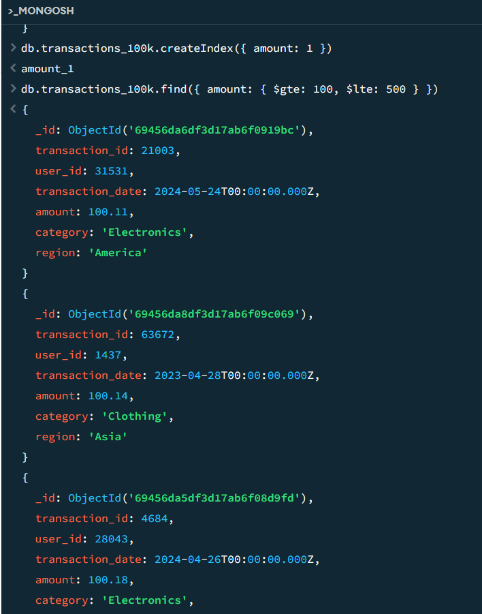 >_MONGOSH
}
> db.transactions_100k.createIndex({ amount: 1 })
< amount_1
> db.transactions_100k.find({ amount: { $gte: 100, $lte: 500 } })
< {
_id: ObjectId('69456da6df3d17ab6f0919bc'),
transaction_id: 21003,
user_id: 31531,
transaction_date: 2024-05-24T00:00:00.000Z,
amount: 100.11,
category: 'Electronics',
region: 'America'
}
{
_id: ObjectId('69456da8df3d17ab6f09c069'),
transaction_id: 63672,
user_id: 1437,
transaction_date: 2023-04-28T00:00:00.000Z,
amount: 100.14,
category: 'Clothing',
region: 'Asia'
}
{
_id: ObjectId('69456da5df3d17ab6f08d9fd'),
transaction_id: 4684,
user_id: 28043,
transaction_date: 2024-04-26T00:00:00.000Z,
amount: 100.18,
category: 'Electronics',